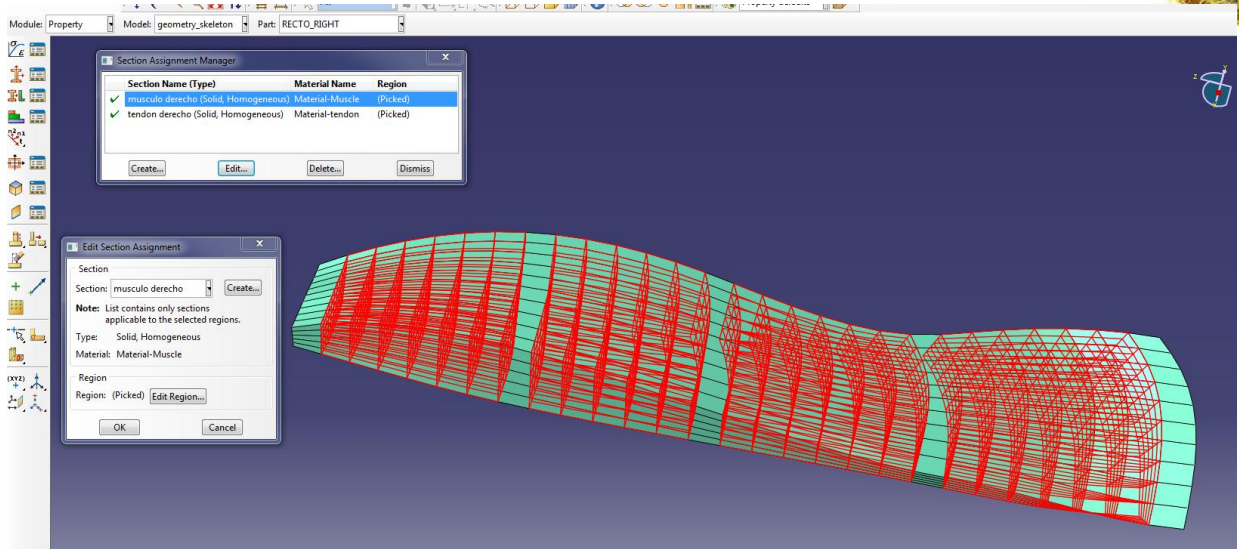 Module: Property Model: geometry_skeleton Part: RECTO_RIGHT
Section Assignment Manager X
Section Name (Type) Material Name Region
musculo derecho (Solid, Homogeneous) Material-Muscle (Picked)
tendon derecho (Solid, Homogeneous) Material-tendon (Picked)
Create... Edit... Delete... Dismiss
Edit Section Assignment X
Section
Section: musculo derecho Create...
Note: List contains only sections
applicable to the selected regions.
Type: Solid, Homogeneous
Material: Material-Muscle
Region
Region: (Picked) Edit Region...
OK Cancel
(XYZ)
z Y